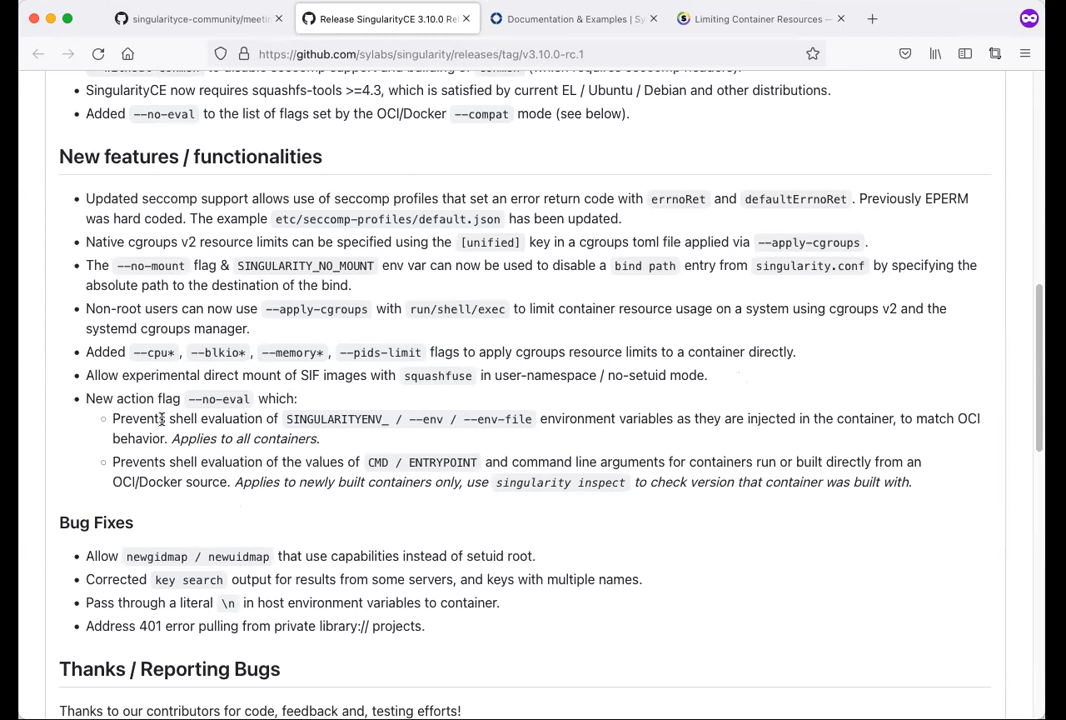 singularityce-community/meetin
Release SingularityCE 3.10.0 Rel
Documentation & Examples | Sy
Limiting Container Resources —
https://github.com/sylabs/singularity/releases/tag/v3.10.0-rc.1
SingularityCE now requires squashfs-tools >=4.3, which is satisfied by current EL / Ubuntu / Debian and other distributions.
Added --no-eval to the list of flags set by the OCI/Docker --compat mode (see below).
New features / functionalities
Updated seccomp support allows use of seccomp profiles that set an error return code with errnoRet and defaultErrnoRet. Previously EPERM
was hard coded. The example etc/seccomp-profiles/default.json has been updated.
Native cgroups v2 resource limits can be specified using the [unified] key in a cgroups toml file applied via --apply-cgroups.
The --no-mount flag & SINGULARITY_NO_MOUNT env var can now be used to disable a bind path entry from singularity.conf by specifying the
absolute path to the destination of the bind.
Non-root users can now use --apply-cgroups with run/shell/exec to limit container resource usage on a system using cgroups v2 and the
systemd cgroups manager.
Added --cpu*, --blkio*, --memory*, --pids-limit flags to apply cgroups resource limits to a container directly.
Allow experimental direct mount of SIF images with squashfuse in user-namespace / no-setuid mode.
New action flag --no-eval which:
Prevents shell evaluation of SINGULARITYENV_ / --env / --env-file environment variables as they are injected in the container, to match OCI
behavior. Applies to all containers.
Prevents shell evaluation of the values of CMD / ENTRYPOINT and command line arguments for containers run or built directly from an
OCI/Docker source. Applies to newly built containers only, use singularity inspect to check version that container was built with.
Bug Fixes
Allow newgidmap / newuidmap that use capabilities instead of setuid root.
Corrected key search output for results from some servers, and keys with multiple names.
Pass through a literal \n in host environment variables to container.
Address 401 error pulling from private library:// projects.
Thanks / Reporting Bugs
Thanks to our contributors for code, feedback and, testing efforts!